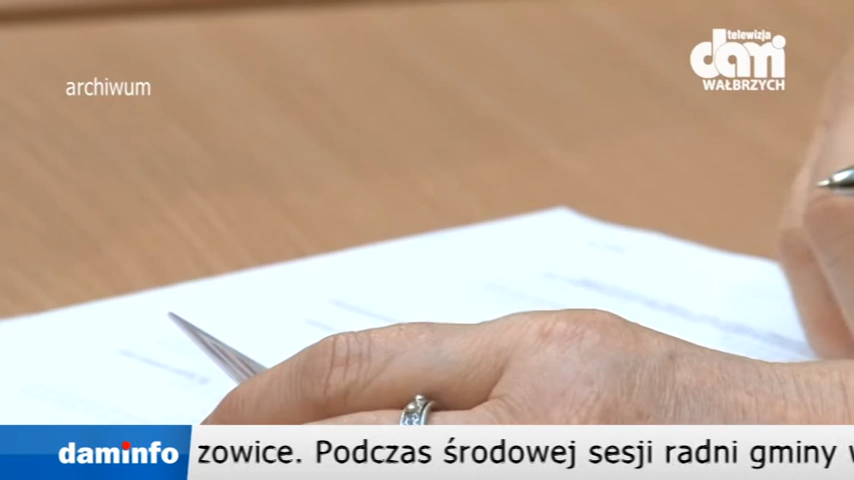 telewizja
dami
WAŁBRZYCH
archiwum
daminfo
zowice. Podczas środowej sesji radni gminy w